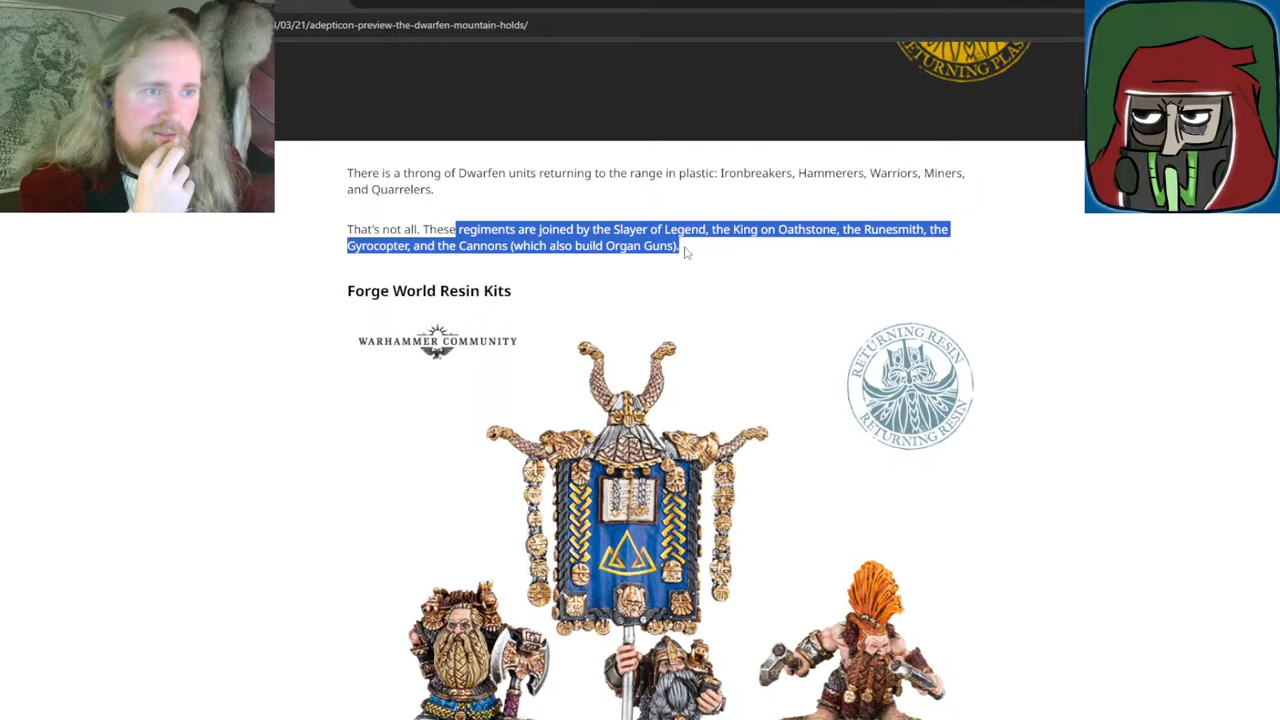 /03/21/adepticon-preview-the-dwarfen-mountain-holds/
RETURNING PLAS
There is a throng of Dwarfen units returning to the range in plastic: Ironbreakers, Hammerers, Warriors, Miners,
and Quarrelers.
That's not all. These regiments are joined by the Slayer of Legend, the King on Oathstone, the Runesmith, the
Gyrocopter, and the Cannons (which also build Organ Guns).
Forge World Resin Kits
WARHAMMER COMMUNITY
RETURNING RESIN
RETURNING RESIN